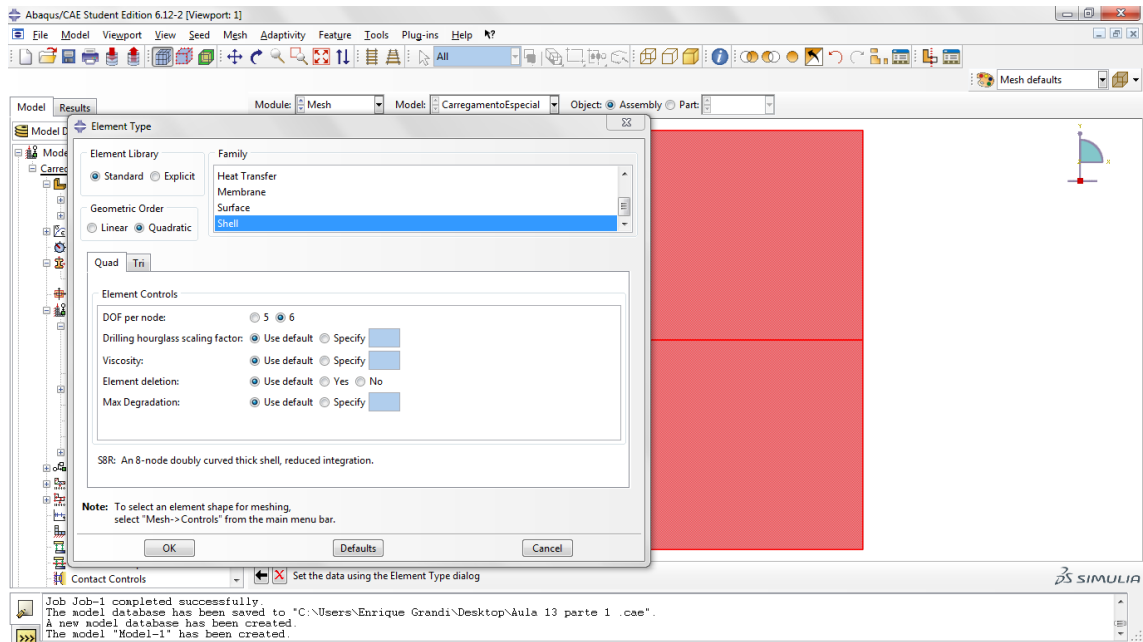 Abaqus/CAE Student Edition 6.12-2 [Viewport: 1]
File Model Viewport View Seed Mesh Adaptivity Feature Tools Plug-ins Help
All
Mesh defaults
Model Results
Module: Mesh Model: CarregamentoEspecial Object: Assembly Part:
Model D
Mode
Carreg
Element Type
Element Library
Standard Explicit
Geometric Order
Linear Quadratic
Family
Heat Transfer
Membrane
Surface
Shell
Quad Tri
Element Controls
DOF per node: 5 6
Drilling hourglass scaling factor: Use default Specify
Viscosity: Use default Specify
Element deletion: Use default Yes No
Max Degradation: Use default Specify
S8R: An 8-node doubly curved thick shell, reduced integration.
Note: To select an element shape for meshing,
select "Mesh->Controls" from the main menu bar.
OK Defaults Cancel
Y
X
Contact Controls
Set the data using the Element Type dialog
SIMULIA
Job Job-1 completed successfully.
The model database has been saved to "C:\Users\Enrique Grandi\Desktop\Aula 13 parte 1 .cae".
A new model database has been created.
The model "Model-1" has been created.
>>>